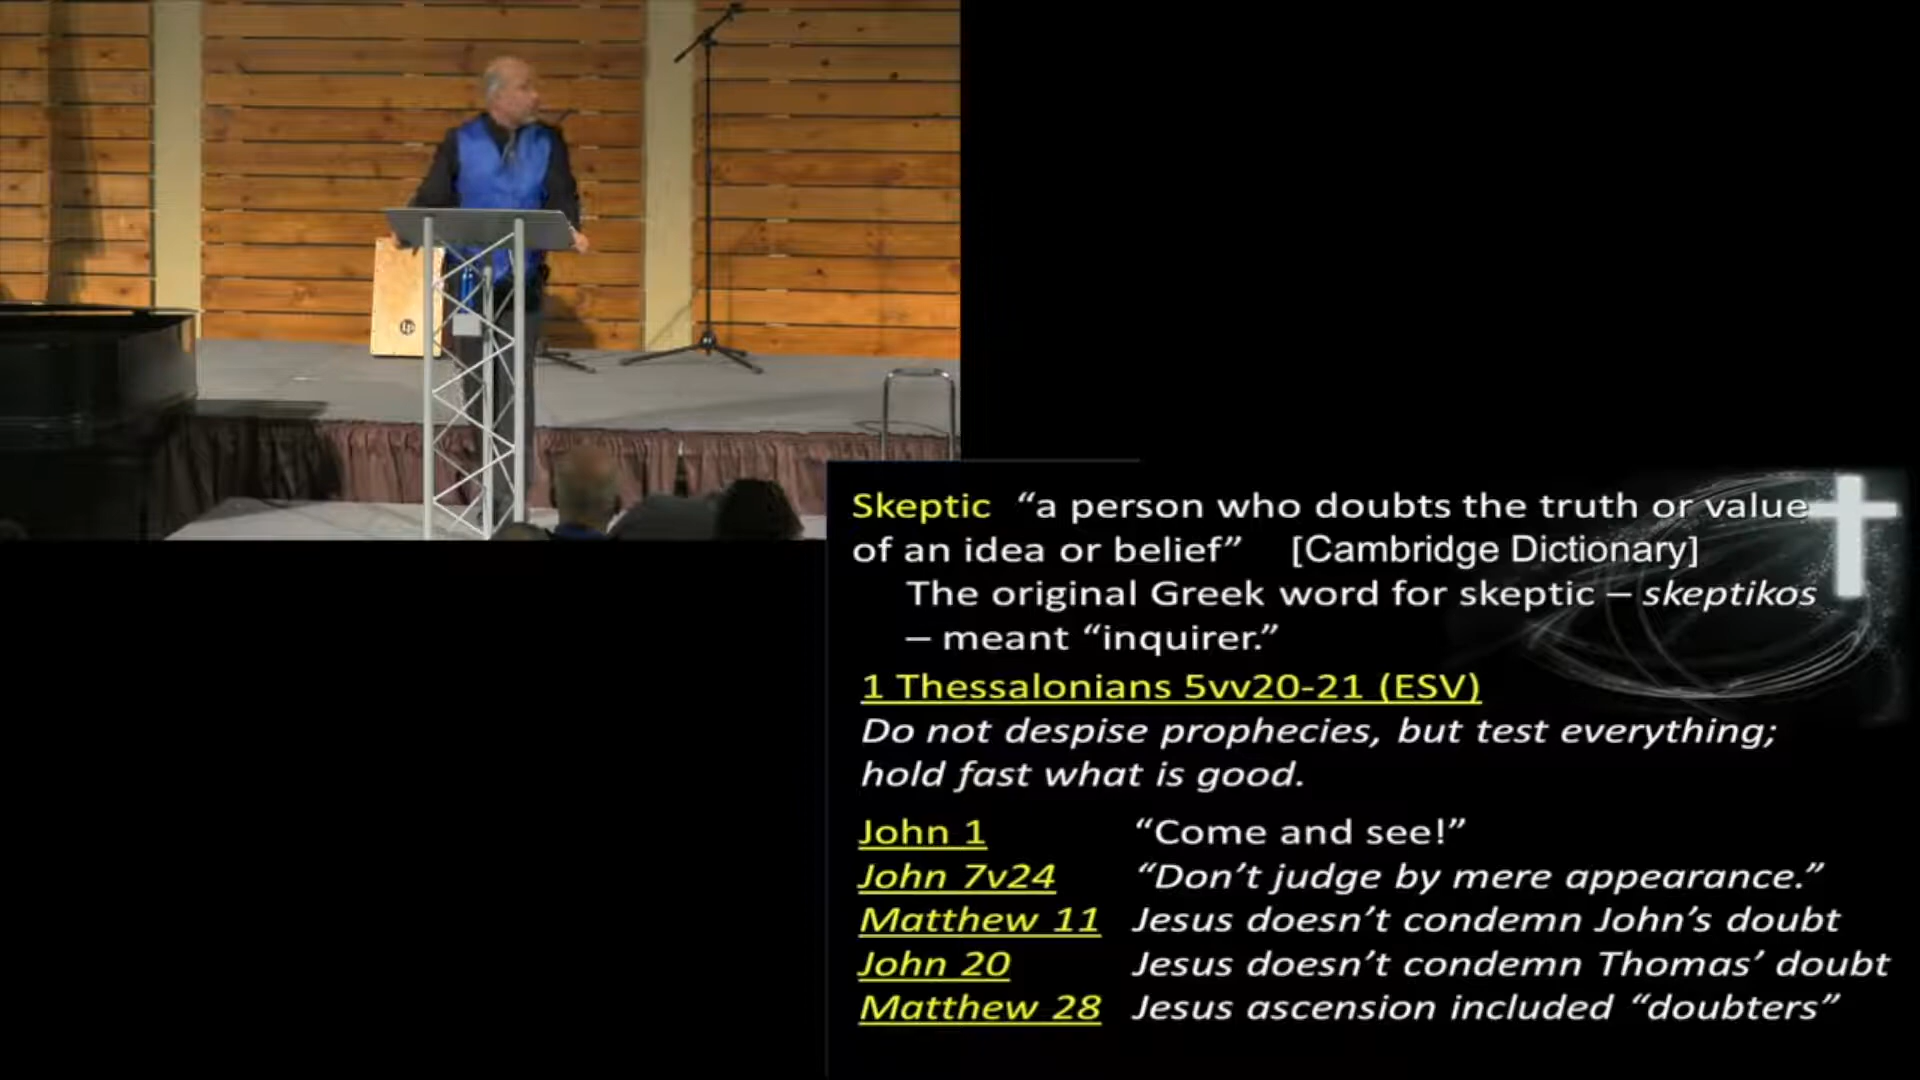 Skeptic “a person who doubts the truth or value
of an idea or belief” [Cambridge Dictionary]
The original Greek word for skeptic – skeptikos
– meant “inquirer.”
1 Thessalonians 5vv20-21 (ESV)
Do not despise prophecies, but test everything;
hold fast what is good.
John 1 “Come and see!”
John 7v24 “Don’t judge by mere appearance.”
Matthew 11 Jesus doesn’t condemn John’s doubt
John 20 Jesus doesn’t condemn Thomas’ doubt
Matthew 28 Jesus ascension included “doubters”
LP